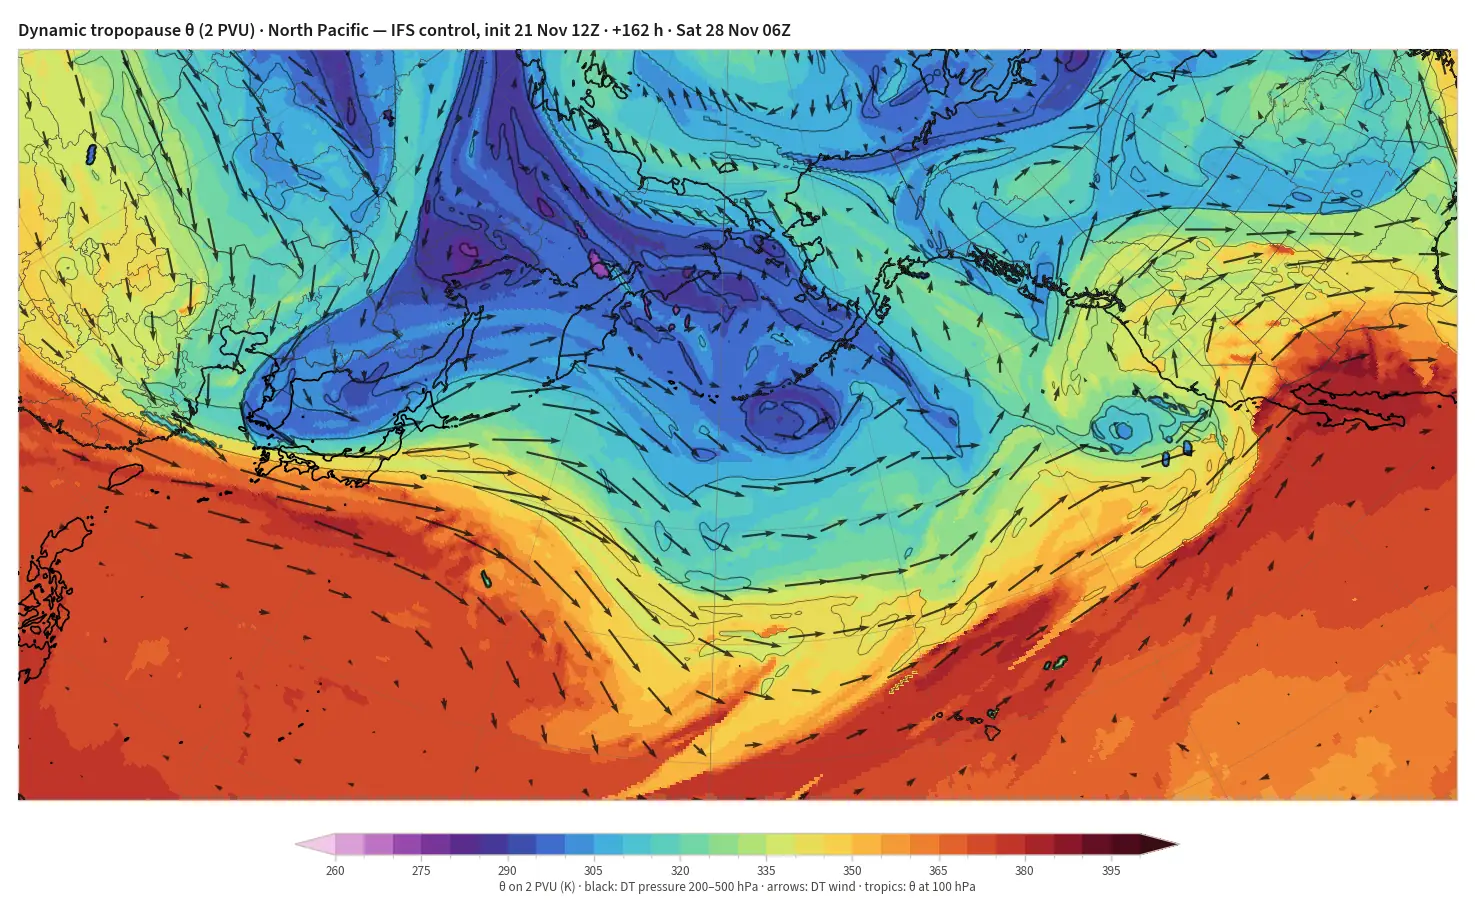 Dynamic tropopause θ (2 PVU) · North Pacific — IFS control, init 21 Nov 12Z · +162 h · Sat 28 Nov 06Z
260 275 290 305 320 335 350 365 380 395
θ on 2 PVU (K) · black: DT pressure 200–500 hPa · arrows: DT wind · tropics: θ at 100 hPa